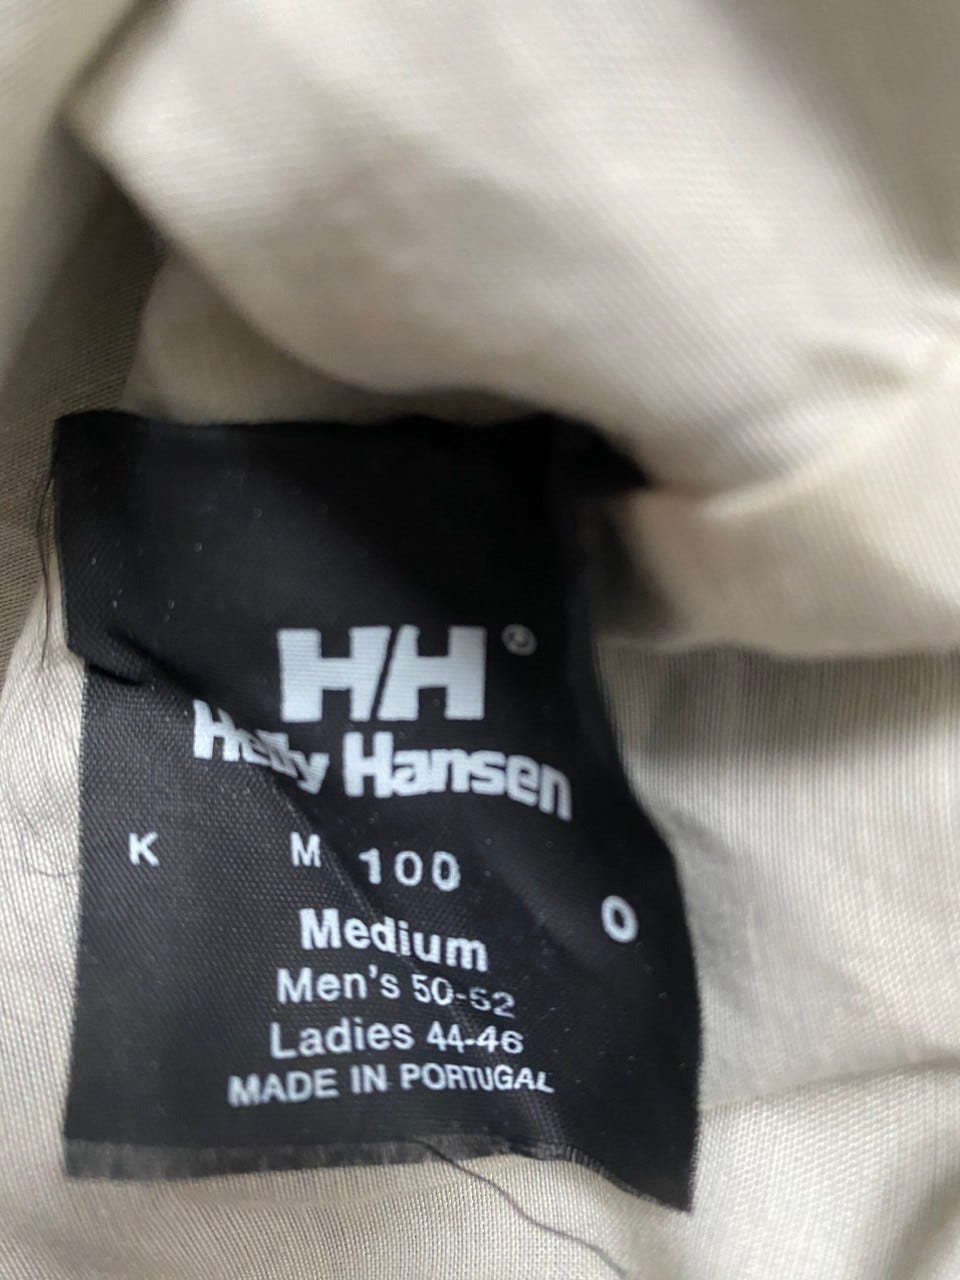 HH®
Helly Hansen
K M 100 O
Medium
Men's 50-52
Ladies 44-46
MADE IN PORTUGAL